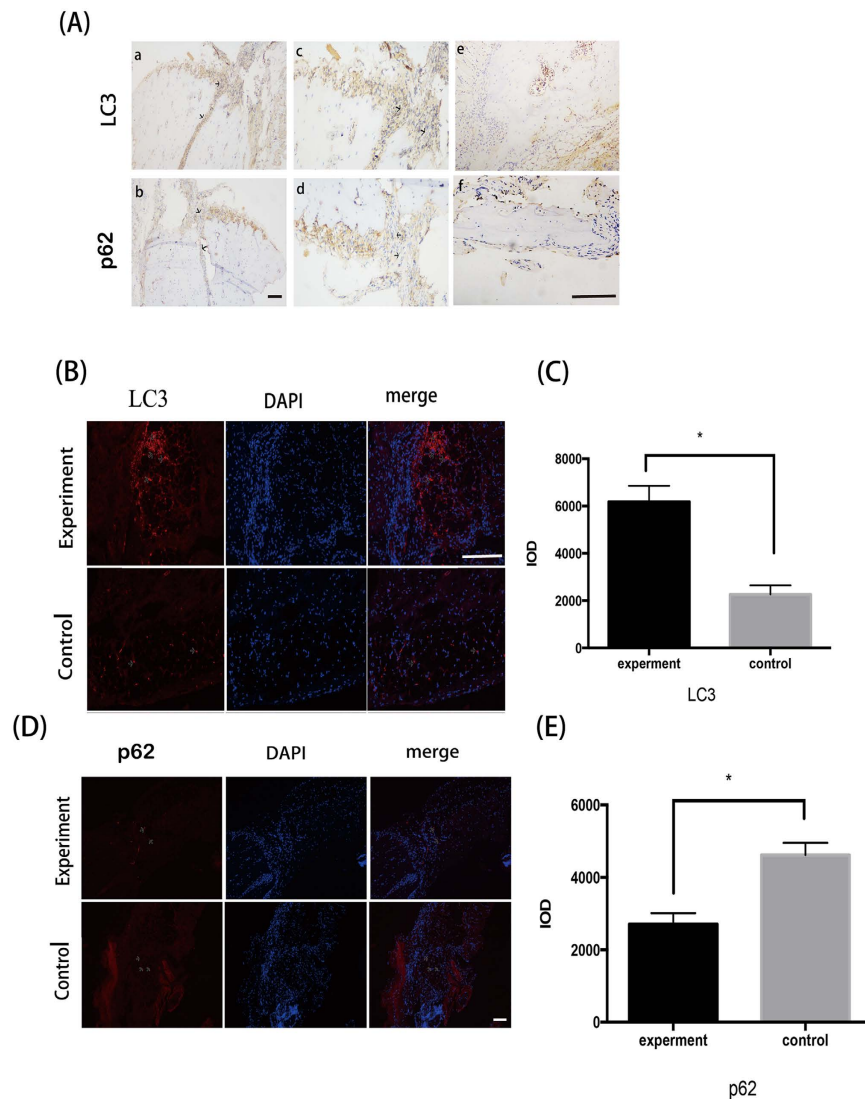 (A)
LC3
a
c
e
p62
b
d
f
(B)
LC3
DAPI
merge
Experiment
Control
(C)
*
8000
6000
4000
2000
0
IOD
experment
control
LC3
(D)
p62
DAPI
merge
Experiment
Control
(E)
*
6000
4000
2000
0
IOD
experment
control
p62